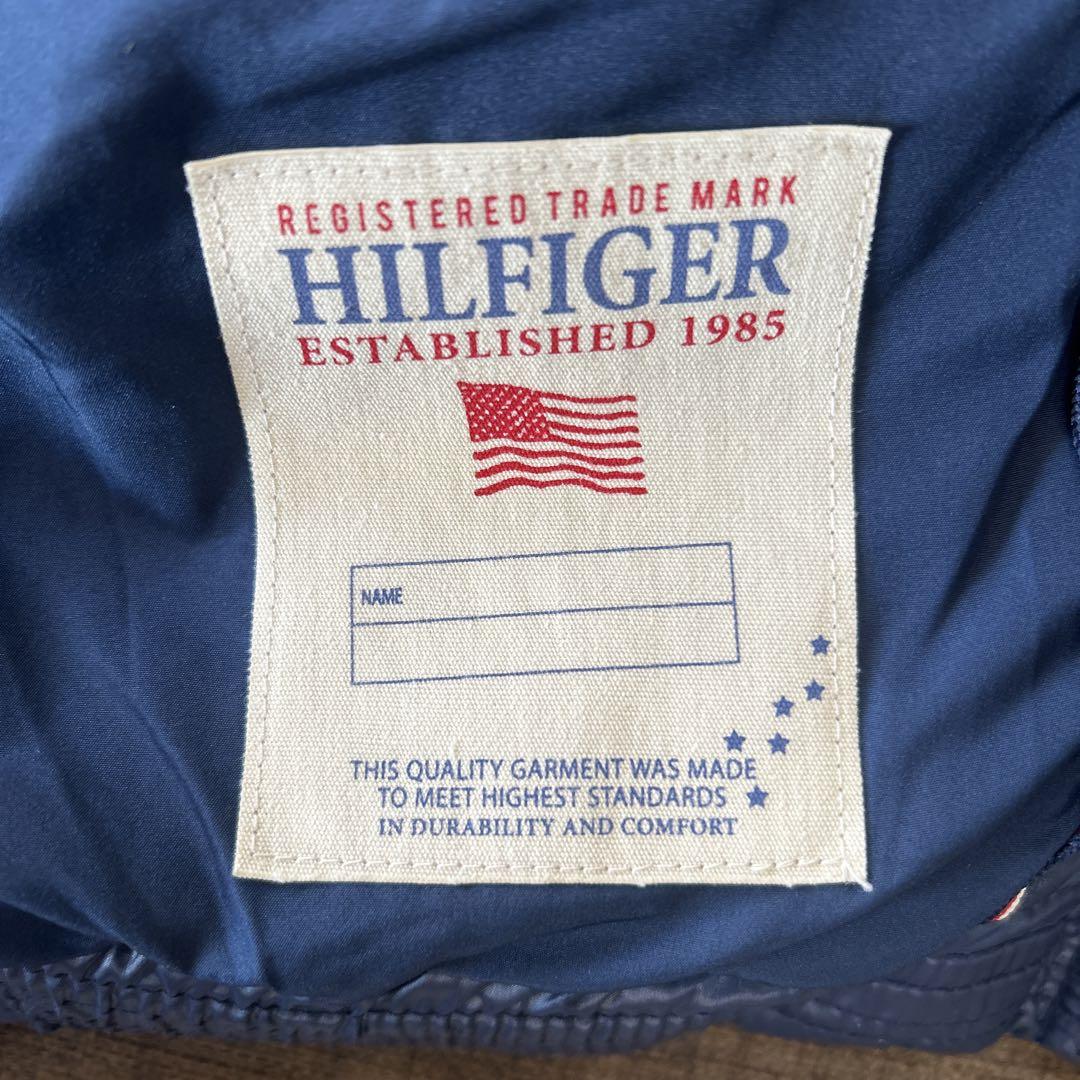 REGISTERED TRADE MARK
HILFIGER
ESTABLISHED 1985
NAME
THIS QUALITY GARMENT WAS MADE
TO MEET HIGHEST STANDARDS
IN DURABILITY AND COMFORT